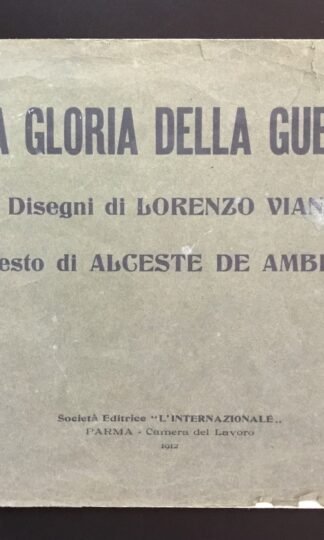 A GLORIA DELLA GUE
Disegni di LORENZO VIAN
esto di ALCESTE DE AMB
Società Editrice "L'INTERNAZIONALE„
PARMA - Camera del Lavoro
1912